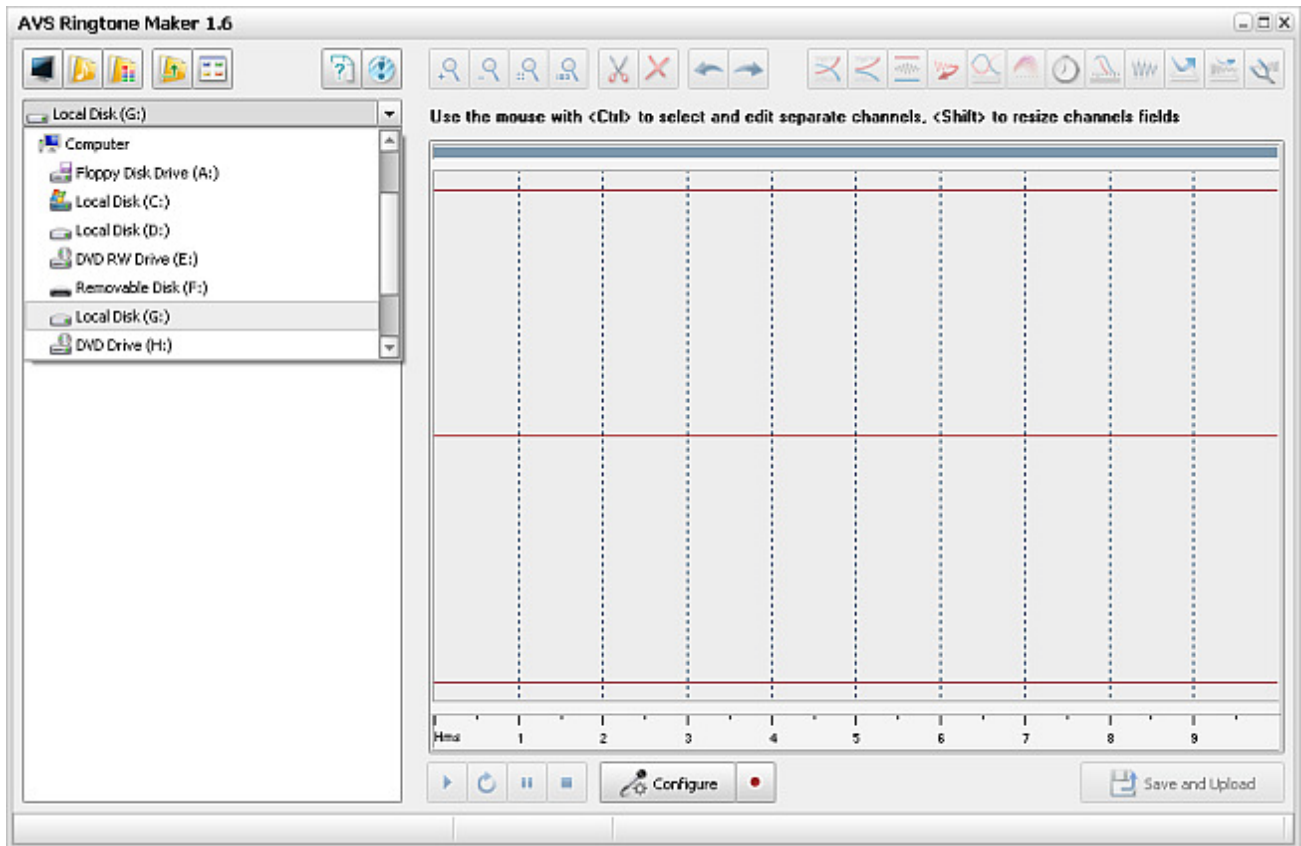 AVS Ringtone Maker 1.6
Local Disk (G:)
Computer
Floppy Disk Drive (A:)
Local Disk (C:)
Local Disk (D:)
DVD RW Drive (E:)
Removable Disk (F:)
Local Disk (G:)
DVD Drive (H:)
Use the mouse with <Ctrl> to select and edit separate channels, <Shift> to resize channels fields
Hms 1 2 3 4 5 6 7 8 9
Configure
Save and Upload